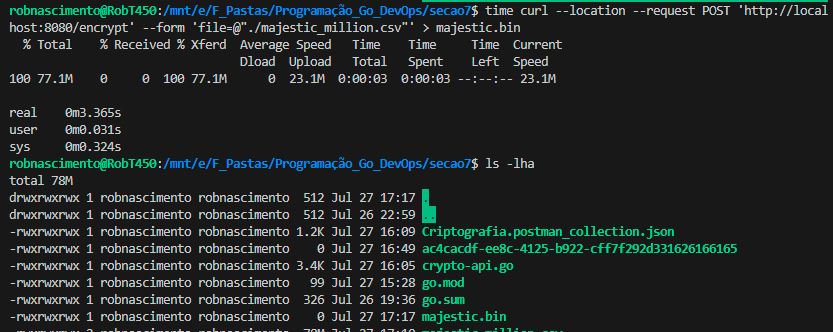 robnascimento@RobT450:/mnt/e/F_Pastas/Programação_Go_DevOps/secao7$ time curl --location --request POST 'http://local
host:8080/encrypt' --form 'file=@"./majestic_million.csv"' > majestic.bin
% Total % Received % Xferd Average Speed Time Time Time Current
Dload Upload Total Spent Left Speed
100 77.1M 0 0 100 77.1M 0 23.1M 0:00:03 0:00:03 --:--:-- 23.1M
real 0m3.365s
user 0m0.031s
sys 0m0.324s
robnascimento@RobT450:/mnt/e/F_Pastas/Programação_Go_DevOps/secao7$ ls -lha
total 78M
drwxrwxrwx 1 robnascimento robnascimento 512 Jul 27 17:17 .
drwxrwxrwx 1 robnascimento robnascimento 512 Jul 26 22:59 ..
-rwxrwxrwx 1 robnascimento robnascimento 1.2K Jul 27 16:09 Criptografia.postman_collection.json
-rwxrwxrwx 1 robnascimento robnascimento 0 Jul 27 16:49 ac4cacdf-ee8c-4125-b922-cff7f292d331626166165
-rwxrwxrwx 1 robnascimento robnascimento 3.4K Jul 27 16:05 crypto-api.go
-rwxrwxrwx 1 robnascimento robnascimento 99 Jul 27 15:28 go.mod
-rwxrwxrwx 1 robnascimento robnascimento 326 Jul 26 19:36 go.sum
-rwxrwxrwx 1 robnascimento robnascimento 0 Jul 27 17:17 majestic.bin